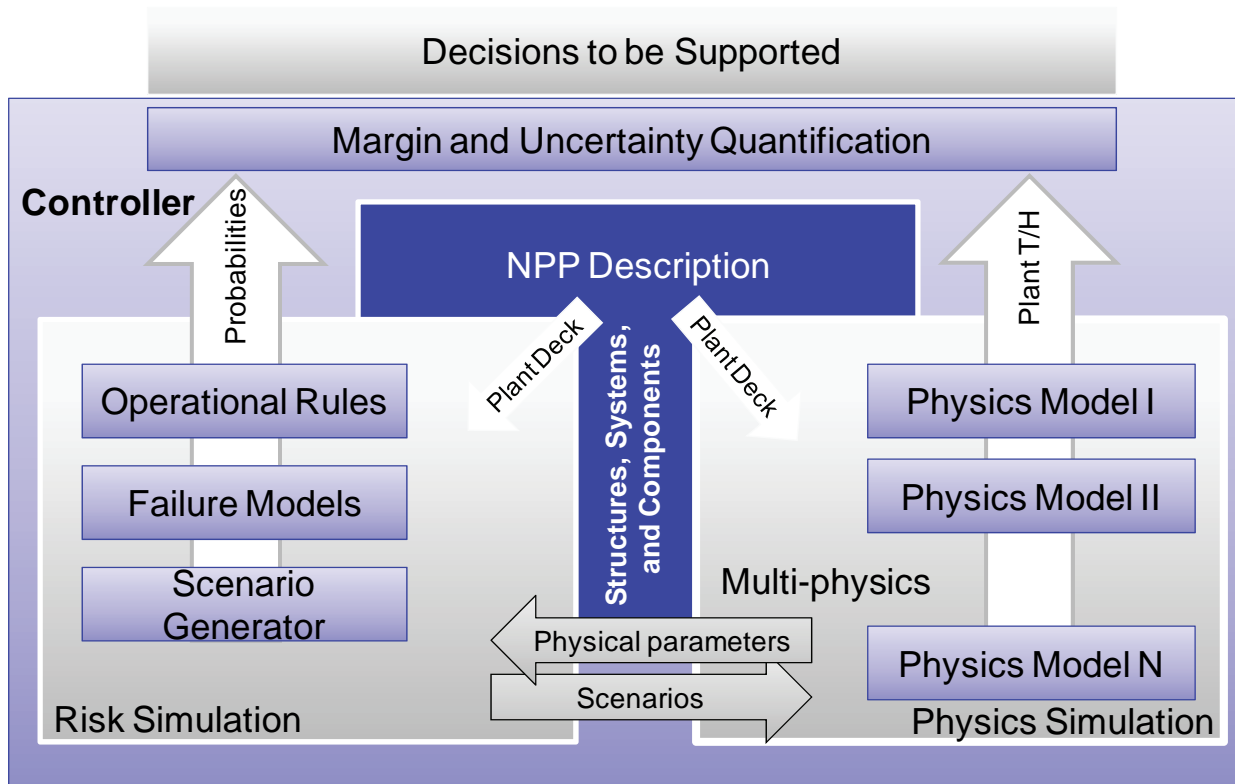 Decisions to be Supported
Margin and Uncertainty Quantification
Controller
Probabilities
Plant T/H
NPP Description
Plant Deck
Plant Deck
Structures, Systems,
and Components
Operational Rules
Failure Models
Scenario
Generator
Physics Model I
Physics Model II
Multi-physics
Physics Model N
Physical parameters
Scenarios
Risk Simulation
Physics Simulation